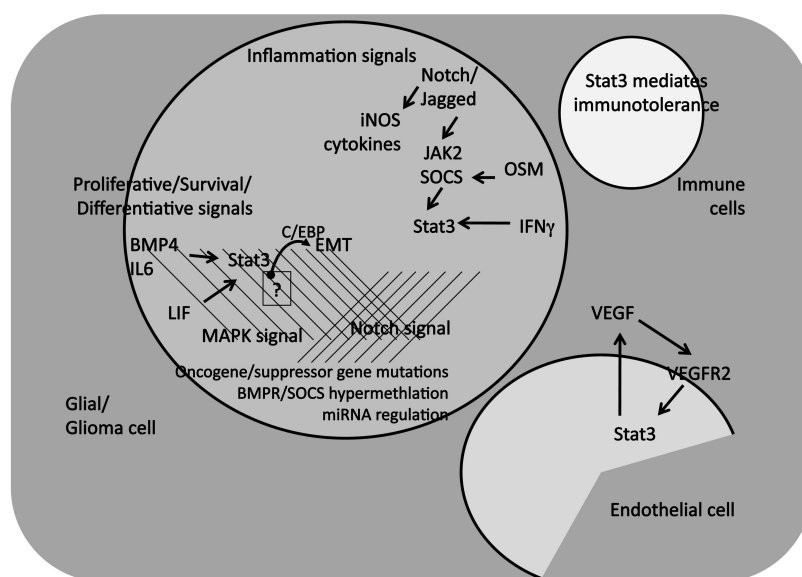 Inflammation signals
Notch/
Jagged
iNOS
cytokines
JAK2
SOCS
OSM
Stat3
IFNγ
Stat3 mediates
immunotolerance
Immune
cells
Proliferative/Survival/
Differentiative signals
C/EBP
BMP4
IL6
Stat3
EMT
?
LIF
MAPK signal
Notch signal
Oncogene/suppressor gene mutations
BMPR/SOCS hypermethlation
miRNA regulation
Glial/
Glioma cell
VEGF
VEGFR2
Stat3
Endothelial cell